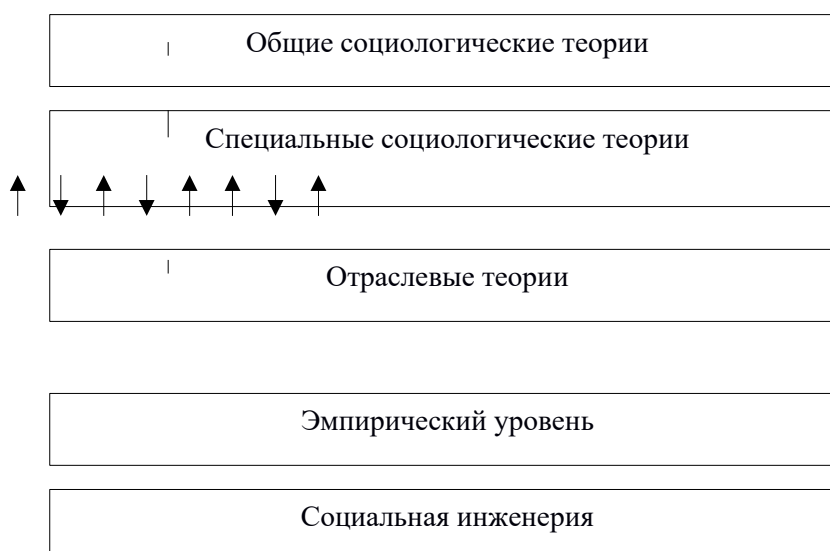 Общие социологические теории
Специальные социологические теории
Отраслевые теории
Эмпирический уровень
Социальная инженерия